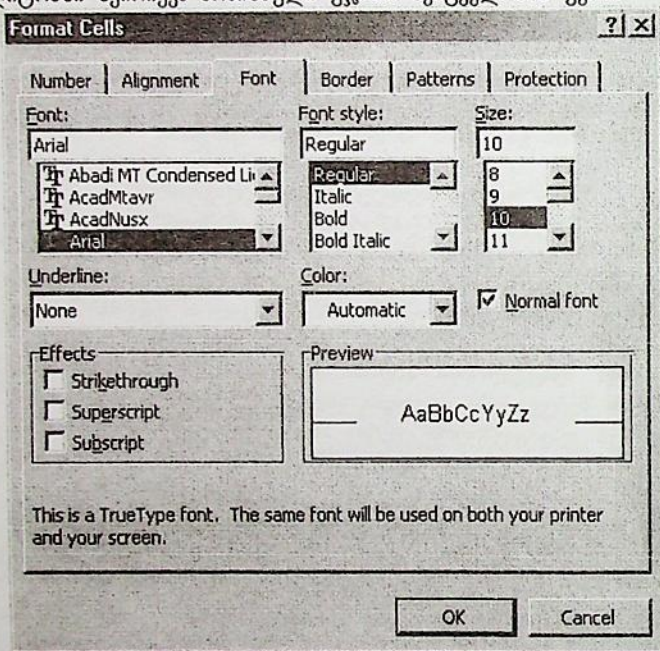 Format Cells
Number Alignment Font Border Patterns Protection
Font: Font style: Size:
Arial Regular 10
Abadi MT Condensed Li Regular 8
AcadMtavr Italic 9
AcadNusx Bold 10
Arial Bold Italic 11
Underline: Color:
None Automatic Normal font
Effects Preview
Strikethrough
Superscript AaBbCcYyZz
Subscript
This is a TrueType font. The same font will be used on both your printer
and your screen.
OK Cancel